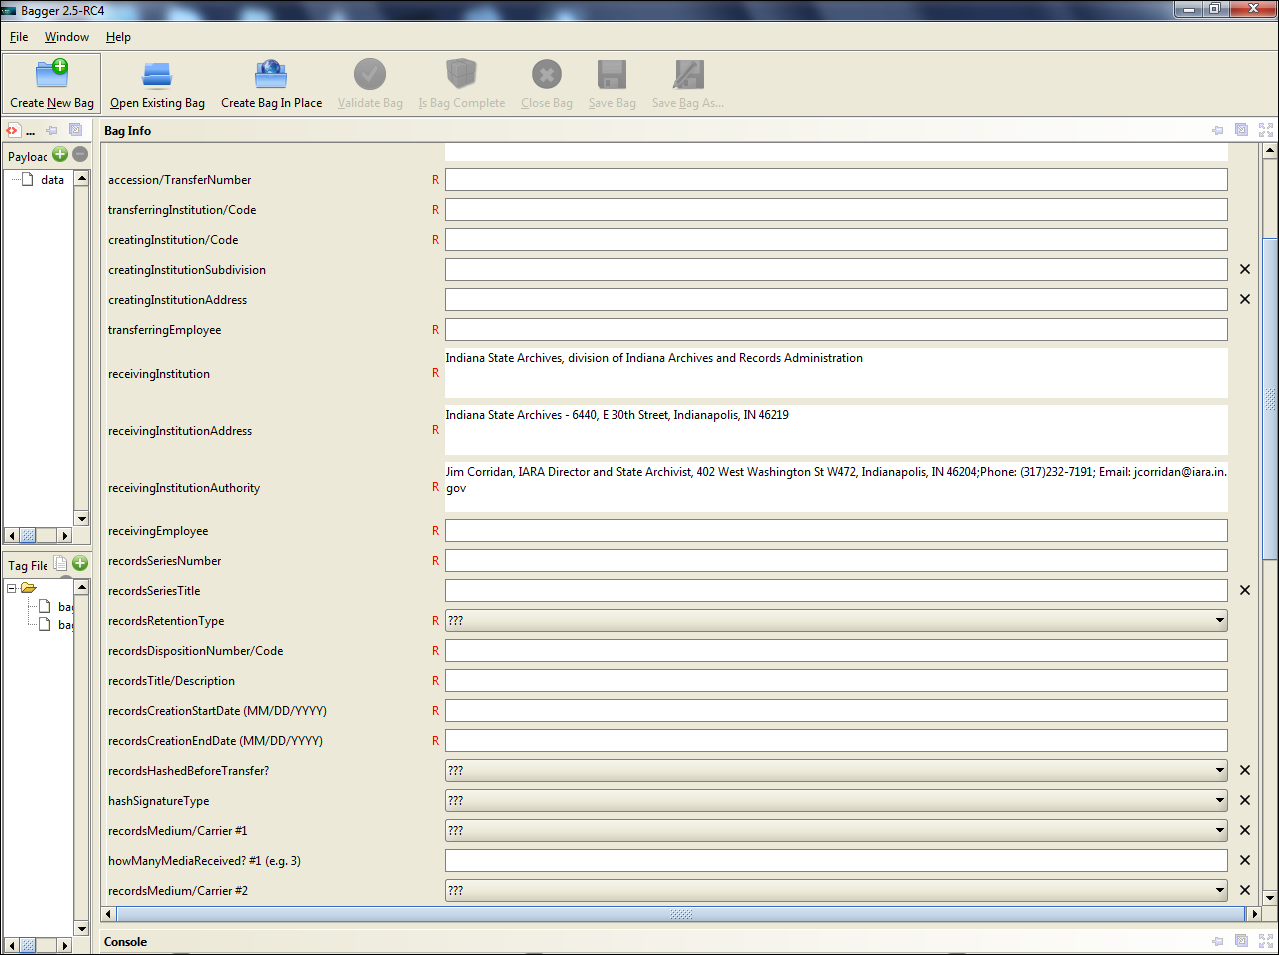 Bagger 2.5-RC4
File Window Help
Create New Bag Open Existing Bag Create Bag In Place Validate Bag Is Bag Complete Close Bag Save Bag Save Bag As...
...
Bag Info
Payloac
data
accession/TransferNumber R
transferringInstitution/Code R
creatingInstitution/Code R
creatingInstitutionSubdivision
creatingInstitutionAddress
transferringEmployee R
receivingInstitution R Indiana State Archives, division of Indiana Archives and Records Administration
receivingInstitutionAddress R Indiana State Archives - 6440, E 30th Street, Indianapolis, IN 46219
receivingInstitutionAuthority R Jim Corridan, IARA Director and State Archivist, 402 West Washington St W472, Indianapolis, IN 46204;Phone: (317)232-7191; Email: jcorridan@iara.in.
gov
receivingEmployee R
recordsSeriesNumber R
recordsSeriesTitle
recordsRetentionType R ???
recordsDispositionNumber/Code R
recordsTitle/Description R
recordsCreationStartDate (MM/DD/YYYY) R
recordsCreationEndDate (MM/DD/YYYY) R
recordsHashedBeforeTransfer? ???
hashSignatureType ???
recordsMedium/Carrier #1 ???
howManyMediaReceived? #1 (e.g. 3)
recordsMedium/Carrier #2 ???
Tag File
bag
bag
Console